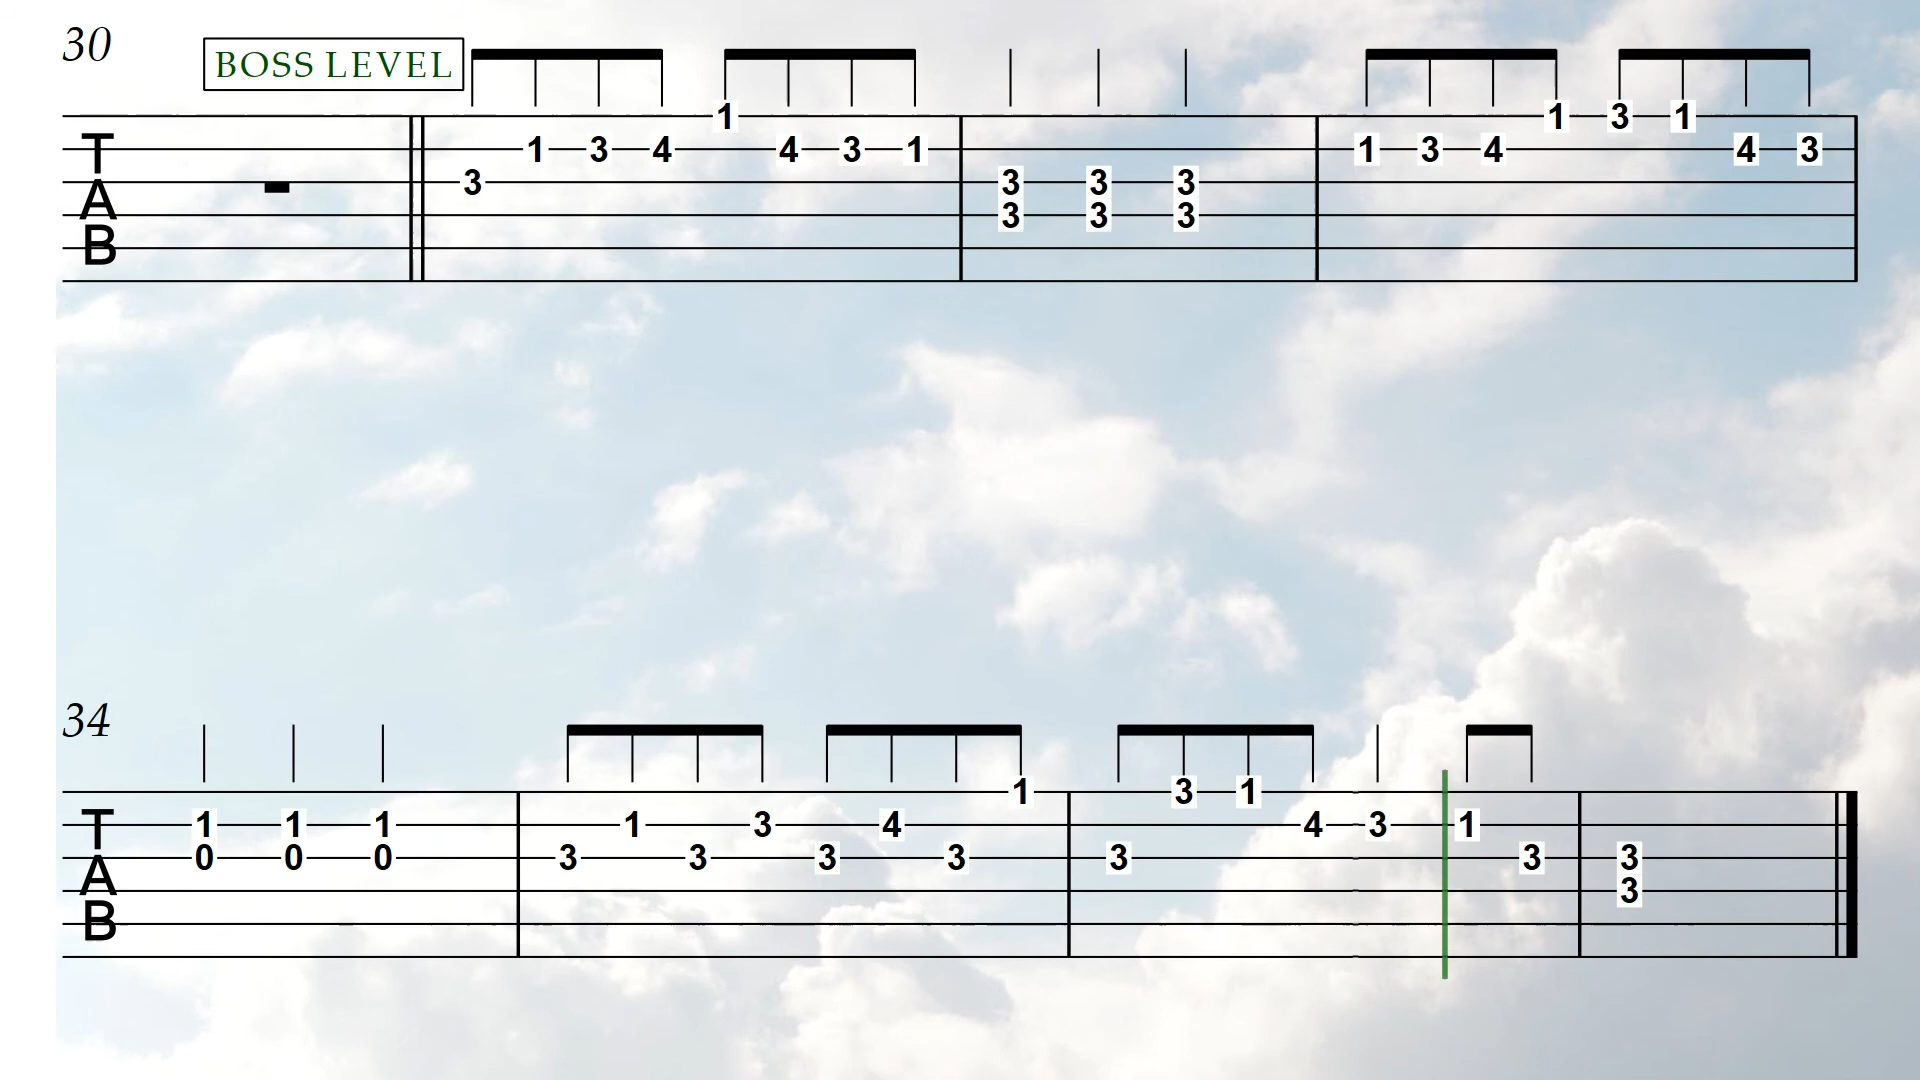 30
BOSS LEVEL
1 1 3 1
T 1 3 4 4 3 1 1 3 4 4 3
A 3 3 3 3
3 3 3
B
34
1 3 1
T 1 1 1 1 3 4 4 3 1
A 0 0 0 3 3 3 3 3 3 3
3
B